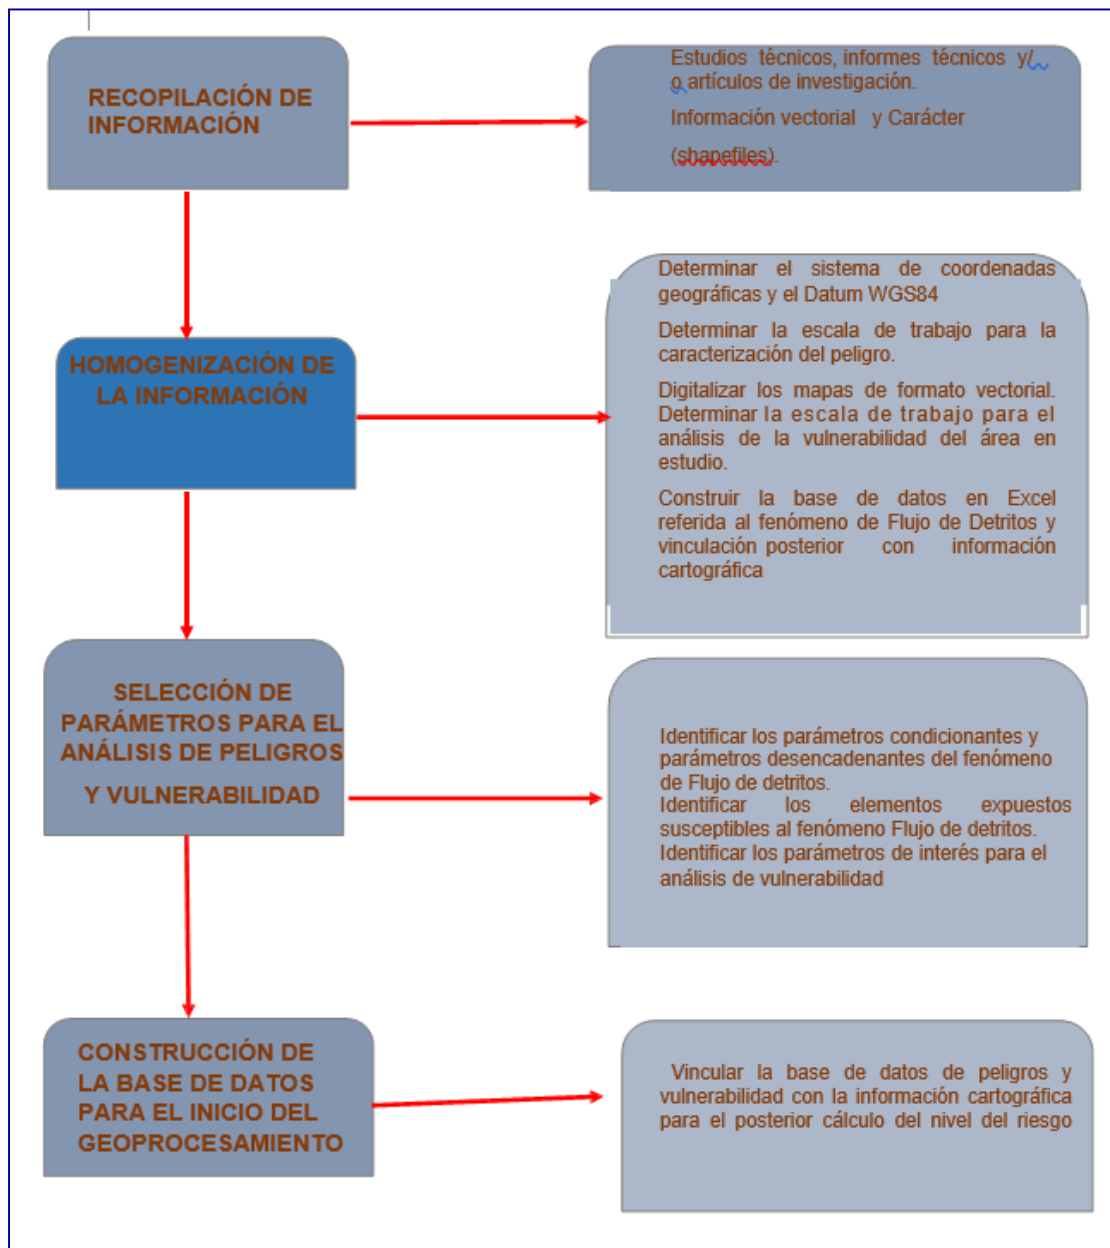 RECOPILACIÓN DE
INFORMACIÓN
Estudios técnicos, informes técnicos y/
o artículos de investigación.
Información vectorial y Carácter
(shapefiles).
HOMOGENIZACIÓN DE
LA INFORMACIÓN
Determinar el sistema de coordenadas
geográficas y el Datum WGS84
Determinar la escala de trabajo para la
caracterización del peligro.
Digitalizar los mapas de formato vectorial.
Determinar la escala de trabajo para el
análisis de la vulnerabilidad del área en
estudio.
Construir la base de datos en Excel
referida al fenómeno de Flujo de Detritos y
vinculación posterior con información
cartográfica
SELECCIÓN DE
PARÁMETROS PARA EL
ANÁLISIS DE PELIGROS
Y VULNERABILIDAD
Identificar los parámetros condicionantes y
parámetros desencadenantes del fenómeno
de Flujo de detritos.
Identificar los elementos expuestos
susceptibles al fenómeno Flujo de detritos.
Identificar los parámetros de interés para el
análisis de vulnerabilidad
CONSTRUCCIÓN DE
LA BASE DE DATOS
PARA EL INICIO DEL
GEOPROCESAMIENTO
Vincular la base de datos de peligros y
vulnerabilidad con la información cartográfica
para el posterior cálculo del nivel del riesgo